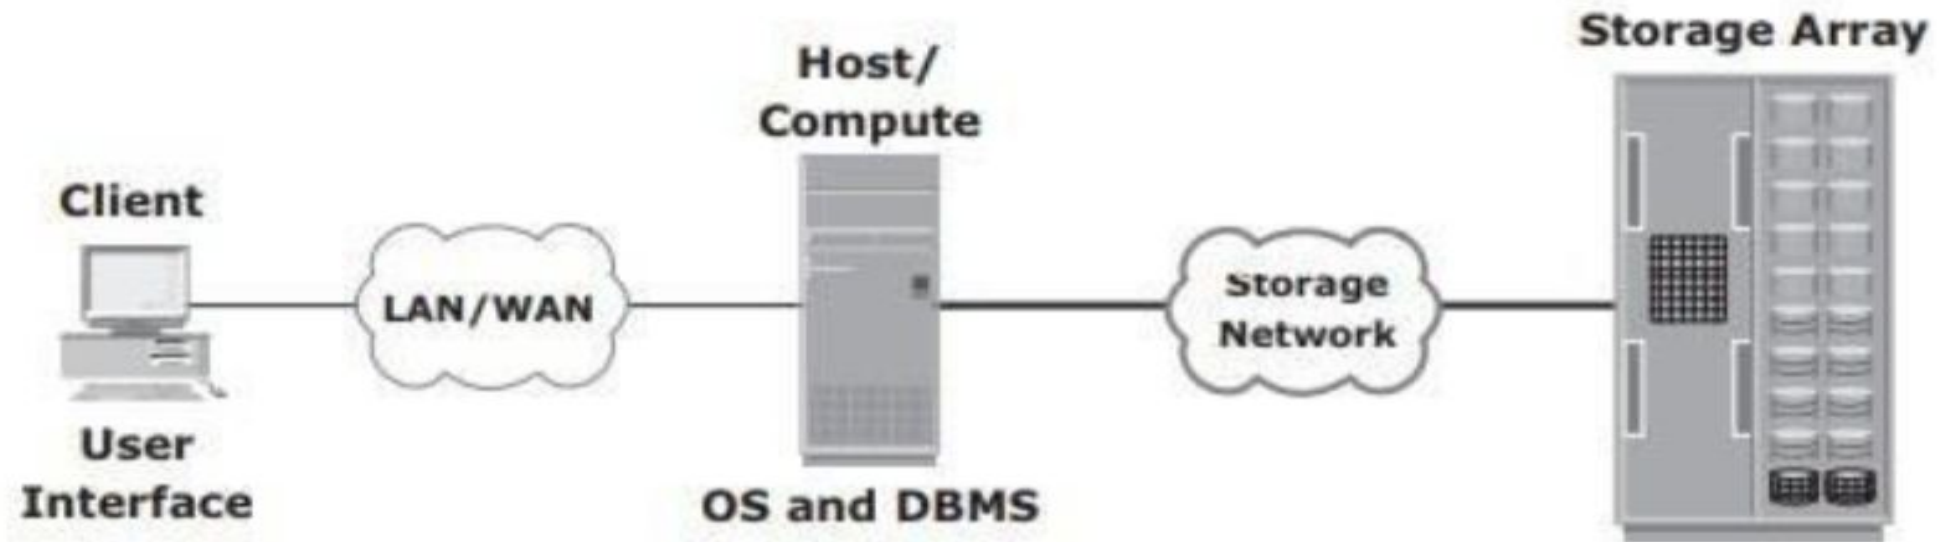 Client
User
Interface
LAN/WAN
Host/
Compute
OS and DBMS
Storage
Network
Storage Array